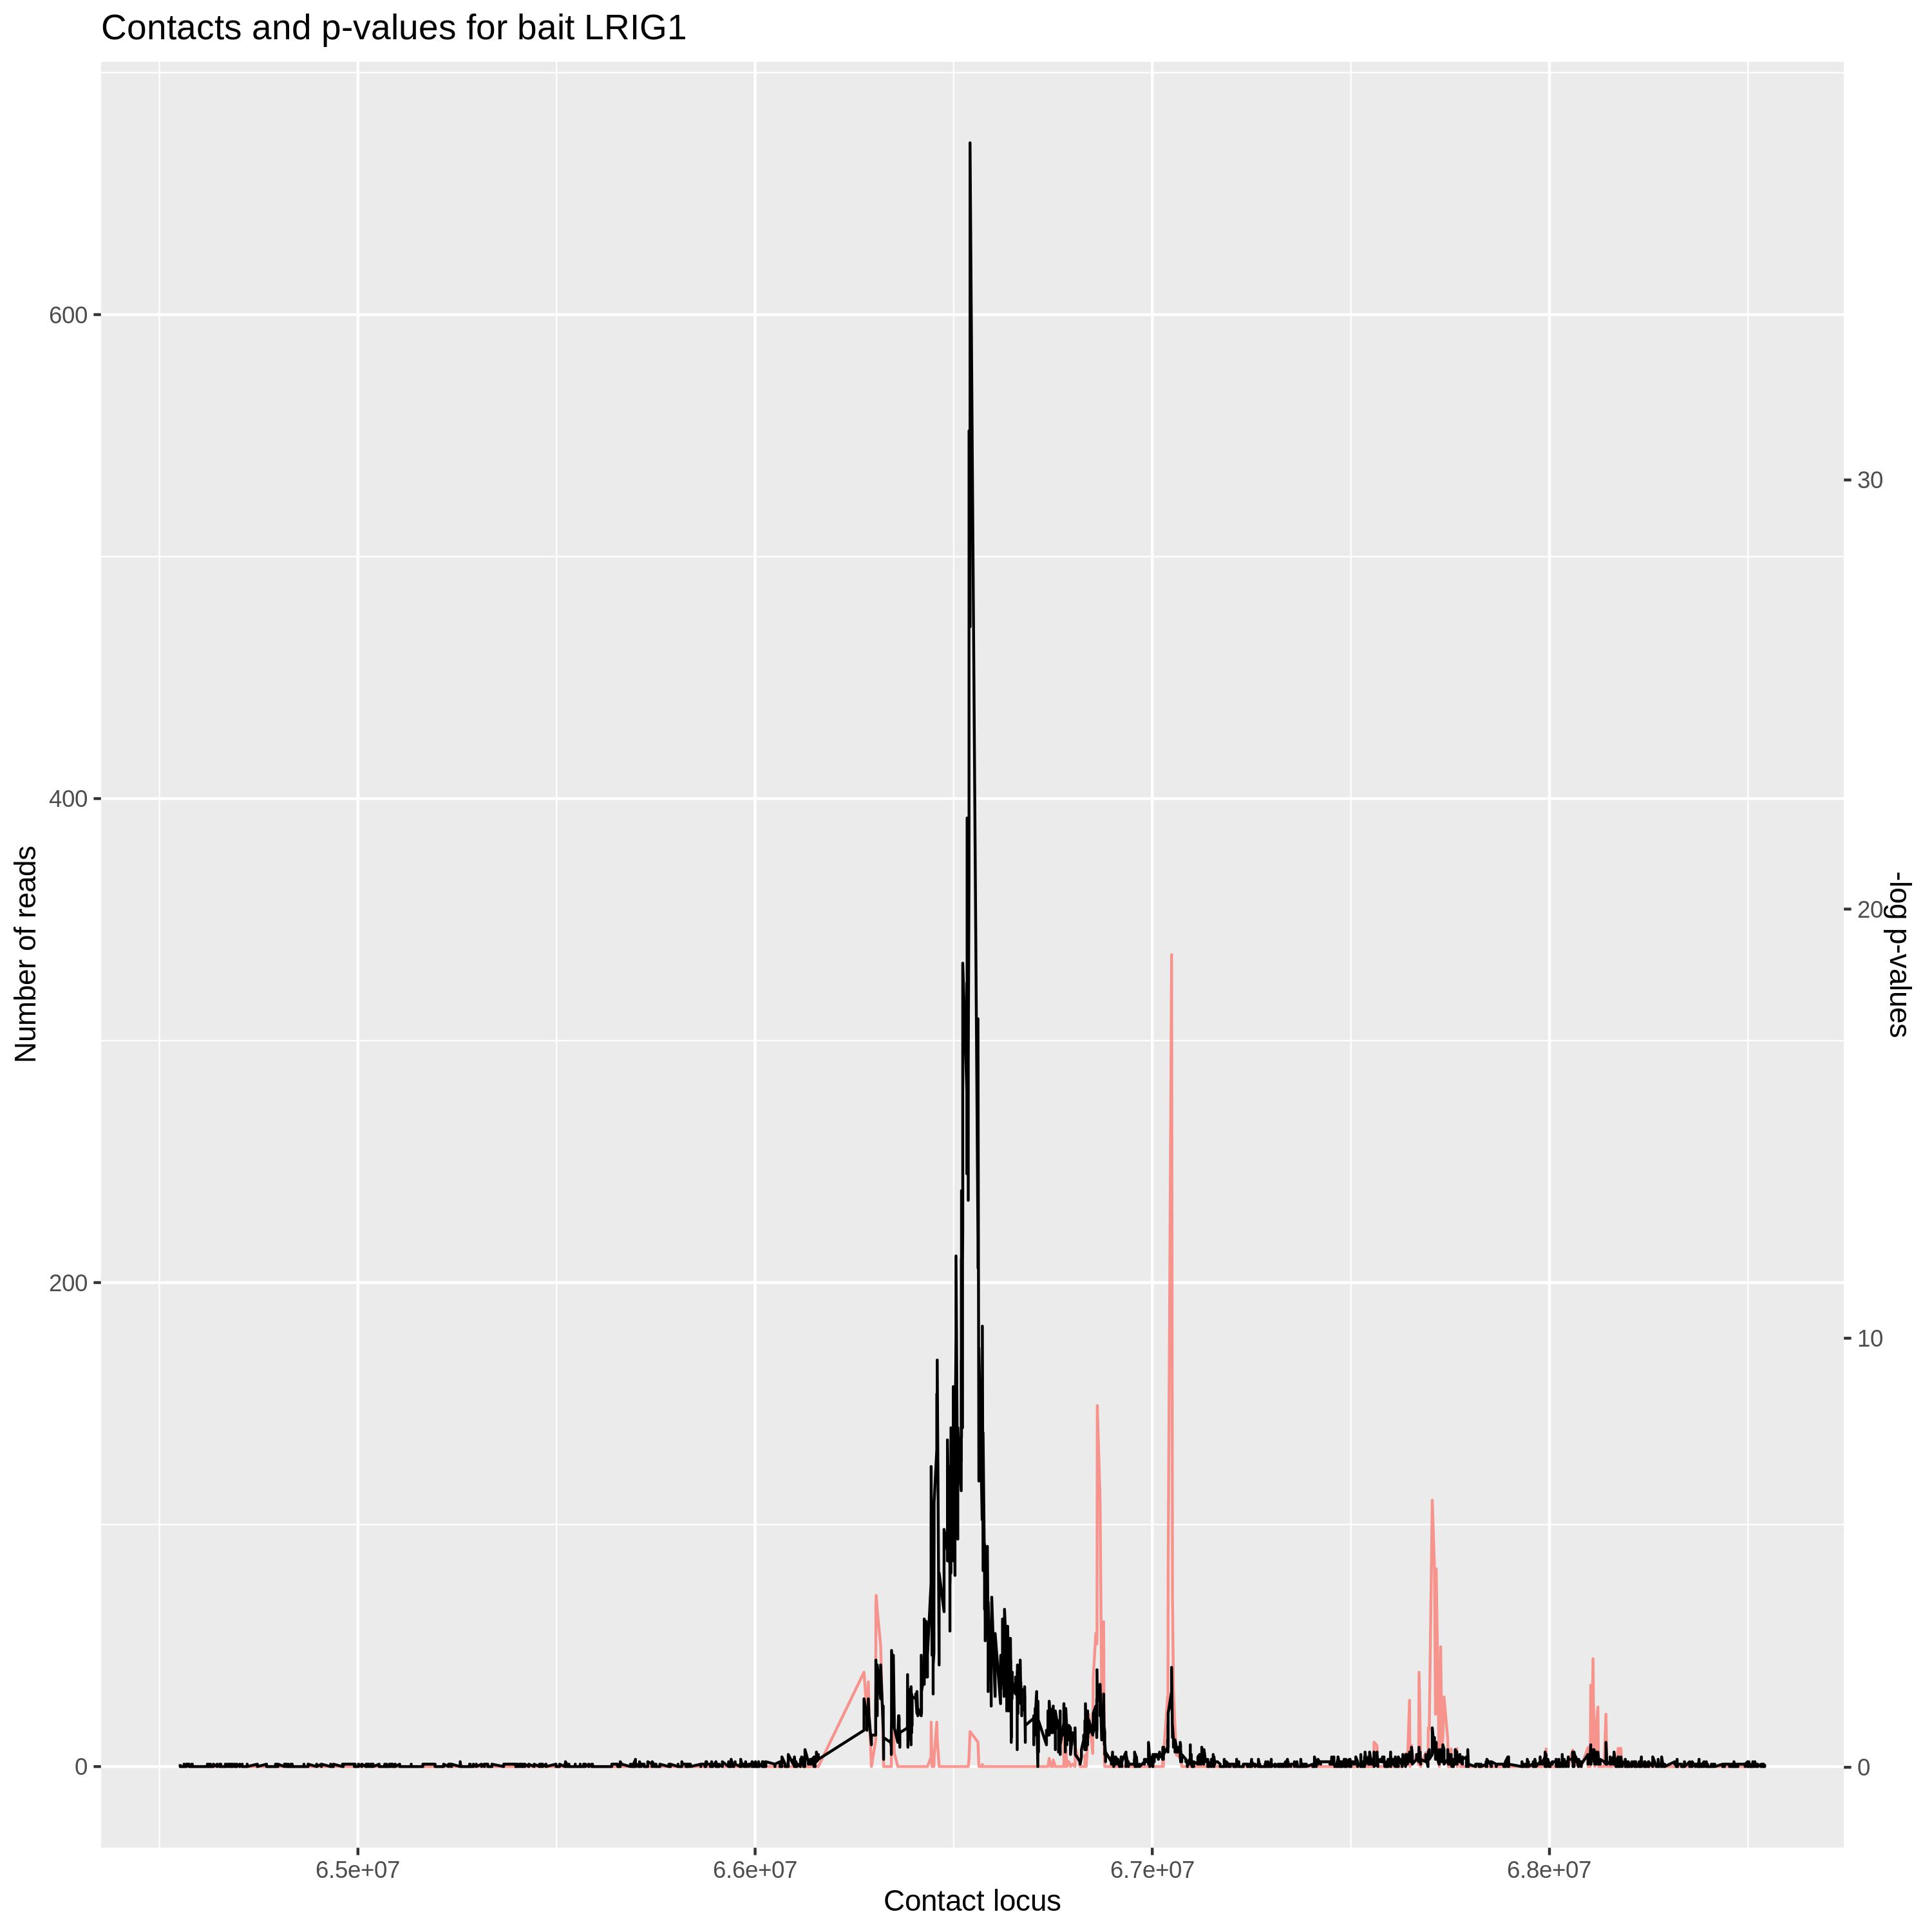 Contacts and p-values for bait LRIG1
Number of reads
600
400
200
0
30
20
10
0
-log p-values
6.5e+07
6.6e+07
6.7e+07
6.8e+07
Contact locus